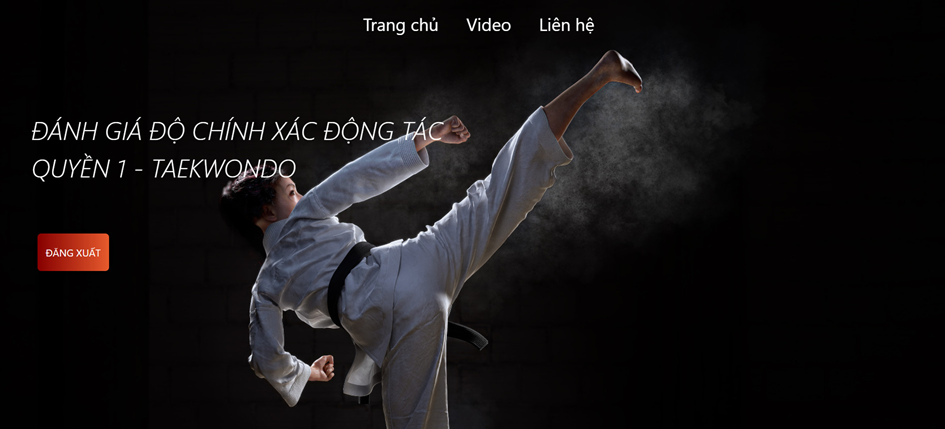 Trang chủ Video Liên hệ
ĐÁNH GIÁ ĐỘ CHÍNH XÁC ĐỘNG TÁC
QUYỀN 1 - TAEKWONDO
ĐĂNG XUẤT